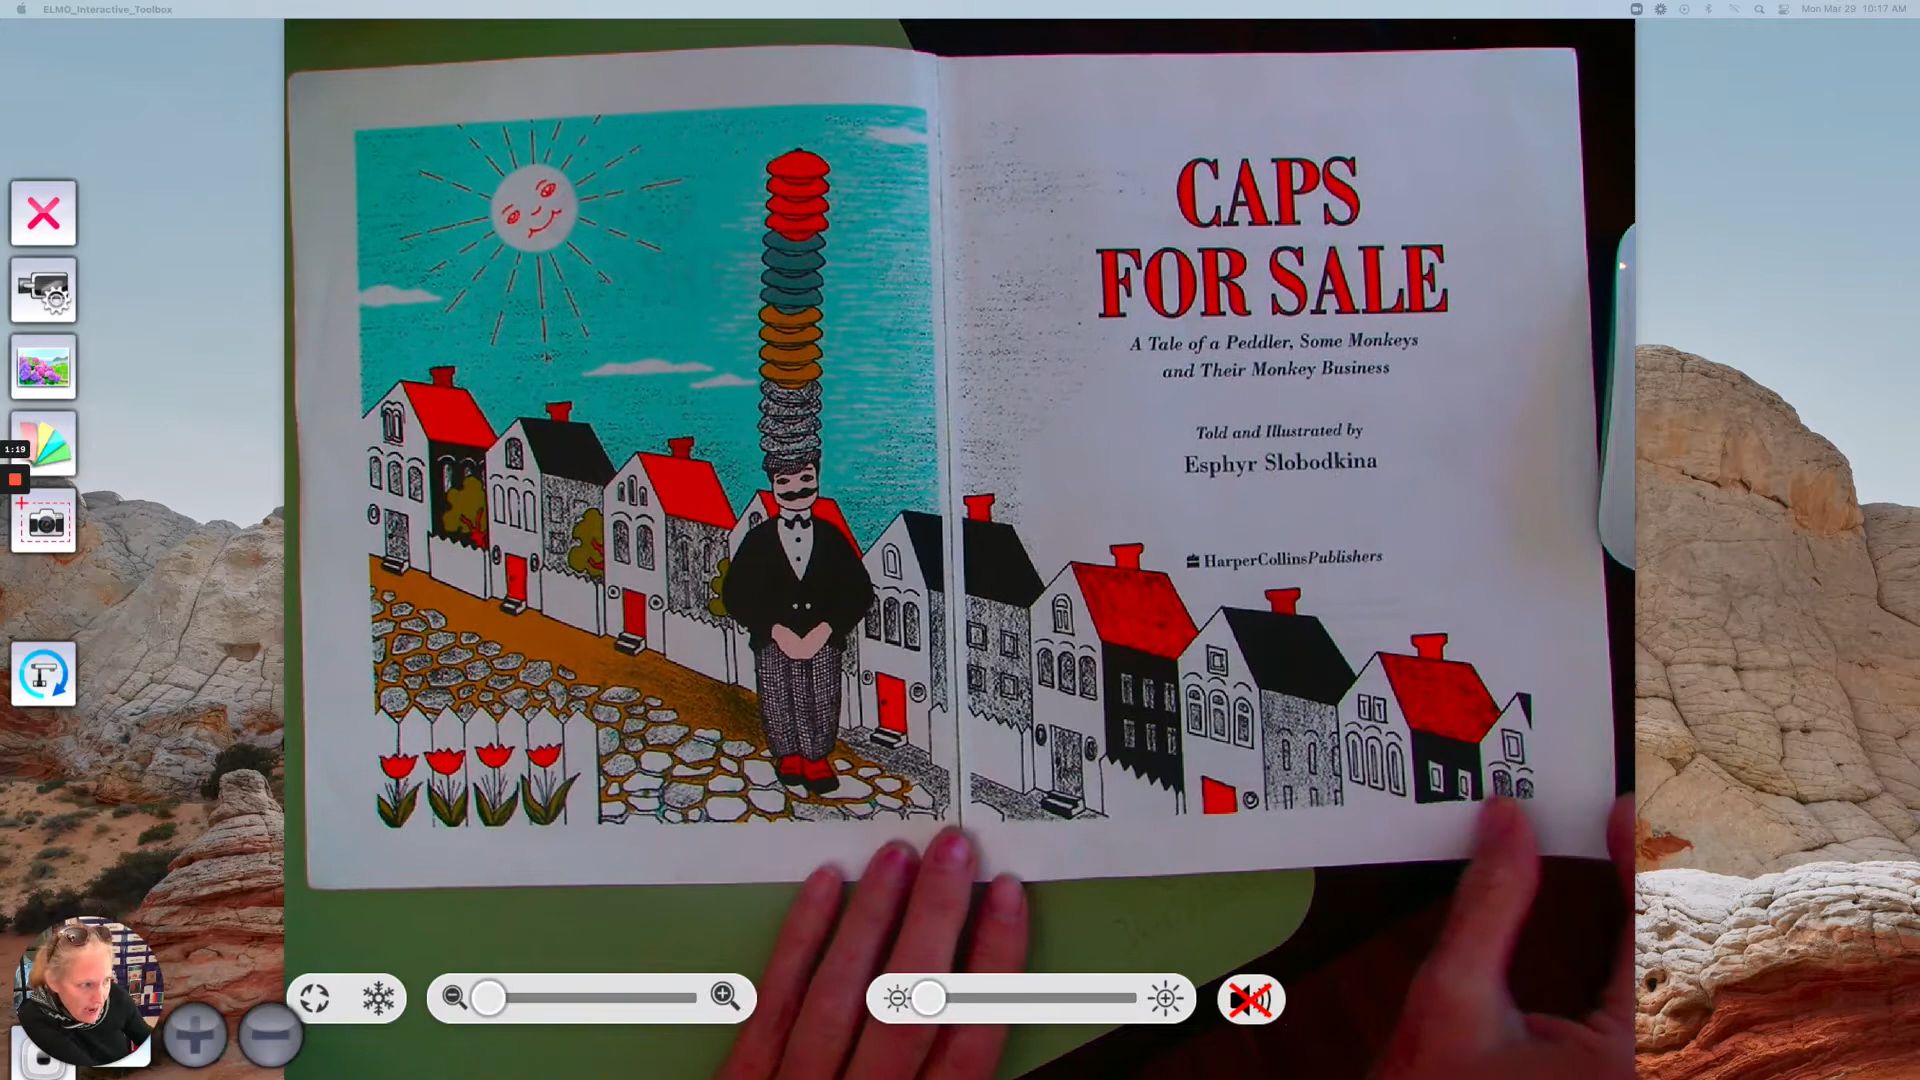 ELMO_Interactive_Toolbox
Mon Mar 29 10:17 AM
CAPS
FOR SALE
A Tale of a Peddler, Some Monkeys
and Their Monkey Business
Told and Illustrated by
Esphyr Slobodkina
HarperCollinsPublishers
1:19